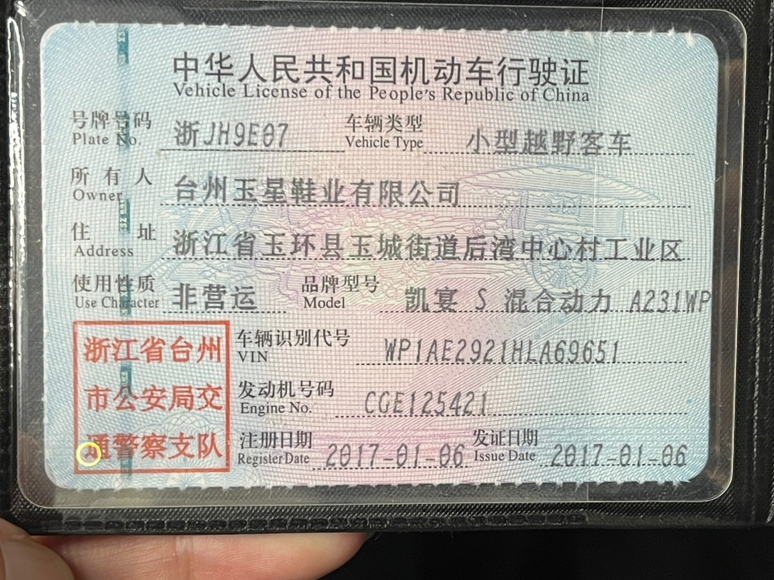 中华人民共和国机动车行驶证
Vehicle License of the People's Republic of China
号牌号码 浙JH9E07 车辆类型 小型越野客车
Plate No. Vehicle Type
所有人 台州玉星鞋业有限公司
Owner
住址 浙江省玉环县玉城街道后湾中心村工业区
Address
使用性质 非营运 品牌型号 凯宴 S 混合动力 A231WP
Use Character Model
浙江省台州 车辆识别代号 WP1AE2921HLA69651
VIN
市公安局交 发动机号码 CGE125421
Engine No.
通警察支队 注册日期 2017-01-06 发证日期 2017-01-06
Register Date Issue Date